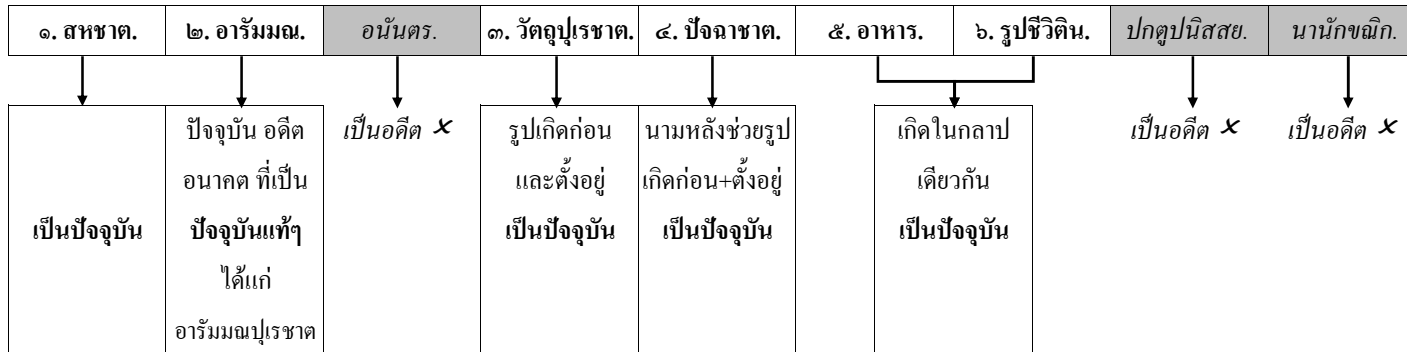 ๑. สหชาต. ๒. อารัมมณ. อนันตร. ๓. วัตถุปุเรชาต. ๔. ปัจฉาชาต. ๕. อาหาร. ๖. รูปชีวิติน. ปกตูปนิสสย. นานักขณิก.
ปัจจุบัน อดีต เป็นอดีต ✗ รูปเกิดก่อน นามหลังช่วยรูป เกิดในกลาป เป็นอดีต ✗ เป็นอดีต ✗
อนาคต ที่เป็น และตั้งอยู่ เกิดก่อน+ตั้งอยู่ เดียวกัน
เป็นปัจจุบัน ปัจจุบันแท้ๆ เป็นปัจจุบัน เป็นปัจจุบัน เป็นปัจจุบัน
ได้แก่
อารัมมณปุเรชาต